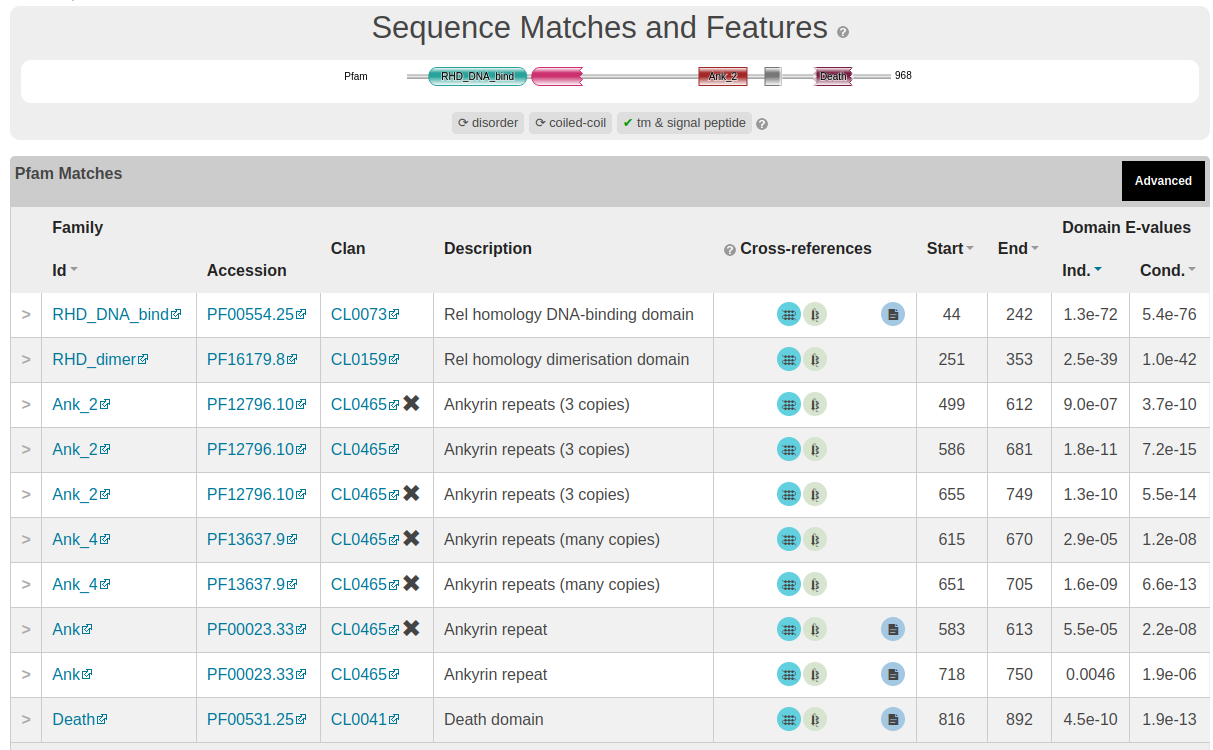 Sequence Matches and Features ?
Pfam RHD_DNA_bind Ank_2 Death 968
disorder coiled-coil ✔ tm & signal peptide ?
Pfam Matches Advanced
Family Domain E-values
Clan Description ? Cross-references Start End
Id Accession Ind. Cond.
> RHD_DNA_bind PF00554.25 CL0073 Rel homology DNA-binding domain 44 242 1.3e-72 5.4e-76
> RHD_dimer PF16179.8 CL0159 Rel homology dimerisation domain 251 353 2.5e-39 1.0e-42
> Ank_2 PF12796.10 CL0465 ✖ Ankyrin repeats (3 copies) 499 612 9.0e-07 3.7e-10
> Ank_2 PF12796.10 CL0465 Ankyrin repeats (3 copies) 586 681 1.8e-11 7.2e-15
> Ank_2 PF12796.10 CL0465 ✖ Ankyrin repeats (3 copies) 655 749 1.3e-10 5.5e-14
> Ank_4 PF13637.9 CL0465 ✖ Ankyrin repeats (many copies) 615 670 2.9e-05 1.2e-08
> Ank_4 PF13637.9 CL0465 ✖ Ankyrin repeats (many copies) 651 705 1.6e-09 6.6e-13
> Ank PF00023.33 CL0465 ✖ Ankyrin repeat 583 613 5.5e-05 2.2e-08
> Ank PF00023.33 CL0465 Ankyrin repeat 718 750 0.0046 1.9e-06
> Death PF00531.25 CL0041 Death domain 816 892 4.5e-10 1.9e-13